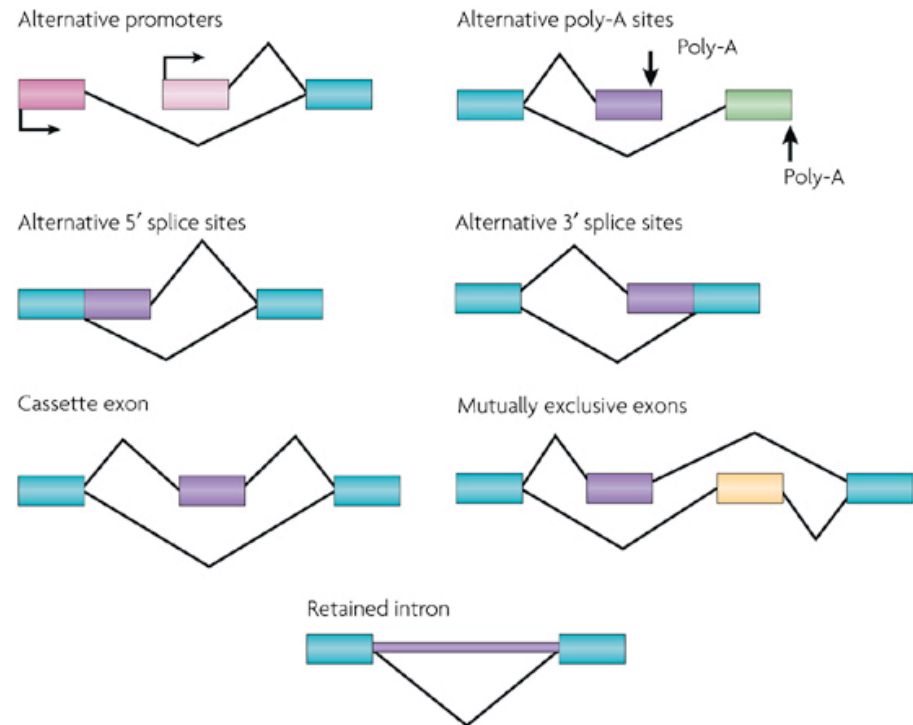 Alternative promoters
Alternative poly-A sites
Poly-A
Poly-A
Alternative 5′ splice sites
Alternative 3′ splice sites
Cassette exon
Mutually exclusive exons
Retained intron